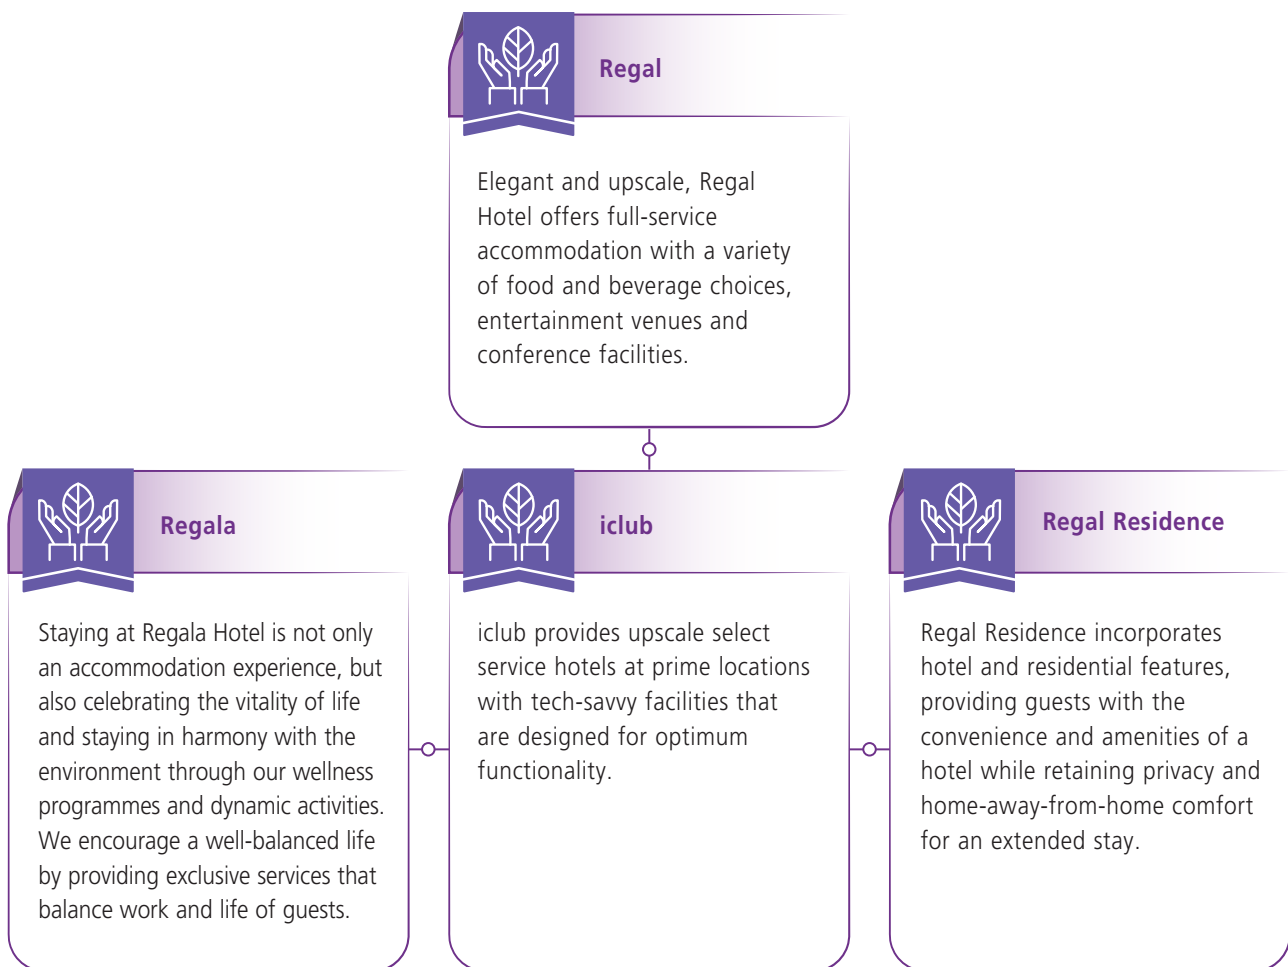 Regal
Elegant and upscale, Regal
Hotel offers full-service
accommodation with a variety
of food and beverage choices,
entertainment venues and
conference facilities.
Regala
Staying at Regala Hotel is not only
an accommodation experience, but
also celebrating the vitality of life
and staying in harmony with the
environment through our wellness
programmes and dynamic activities.
We encourage a well-balanced life
by providing exclusive services that
balance work and life of guests.
iclub
iclub provides upscale select
service hotels at prime locations
with tech-savvy facilities that
are designed for optimum
functionality.
Regal Residence
Regal Residence incorporates
hotel and residential features,
providing guests with the
convenience and amenities of a
hotel while retaining privacy and
home-away-from-home comfort
for an extended stay.